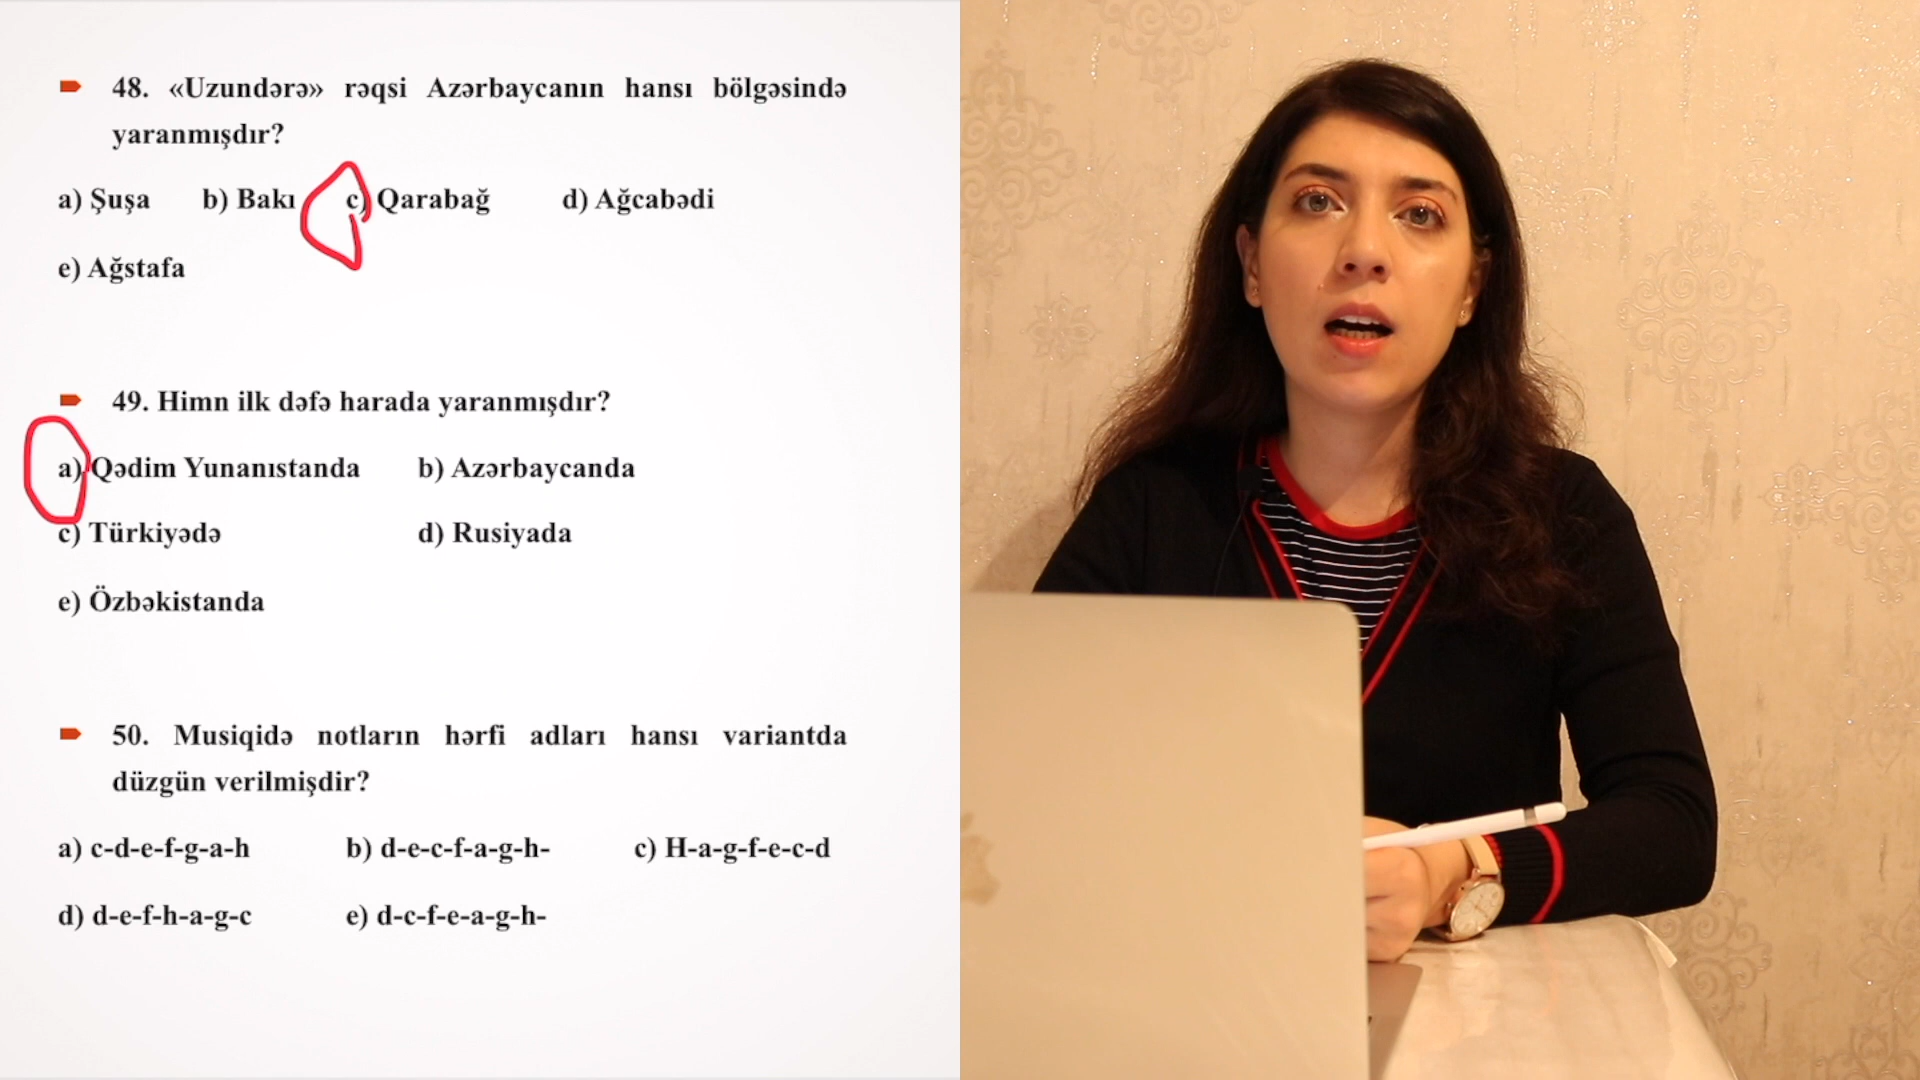 48. «Uzundərə» rəqsi Azərbaycanın hansı bölgəsində
yaranmışdır?
a) Şuşa b) Bakı c) Qarabağ d) Ağcabədi
e) Ağstafa
49. Himn ilk dəfə harada yaranmışdır?
a) Qədim Yunanıstanda b) Azərbaycanda
c) Türkiyədə d) Rusiyada
e) Özbəkistanda
50. Musiqidə notların hərfi adları hansı variantda
düzgün verilmişdir?
a) c-d-e-f-g-a-h b) d-e-c-f-a-g-h- c) H-a-g-f-e-c-d
d) d-e-f-h-a-g-c e) d-c-f-e-a-g-h-